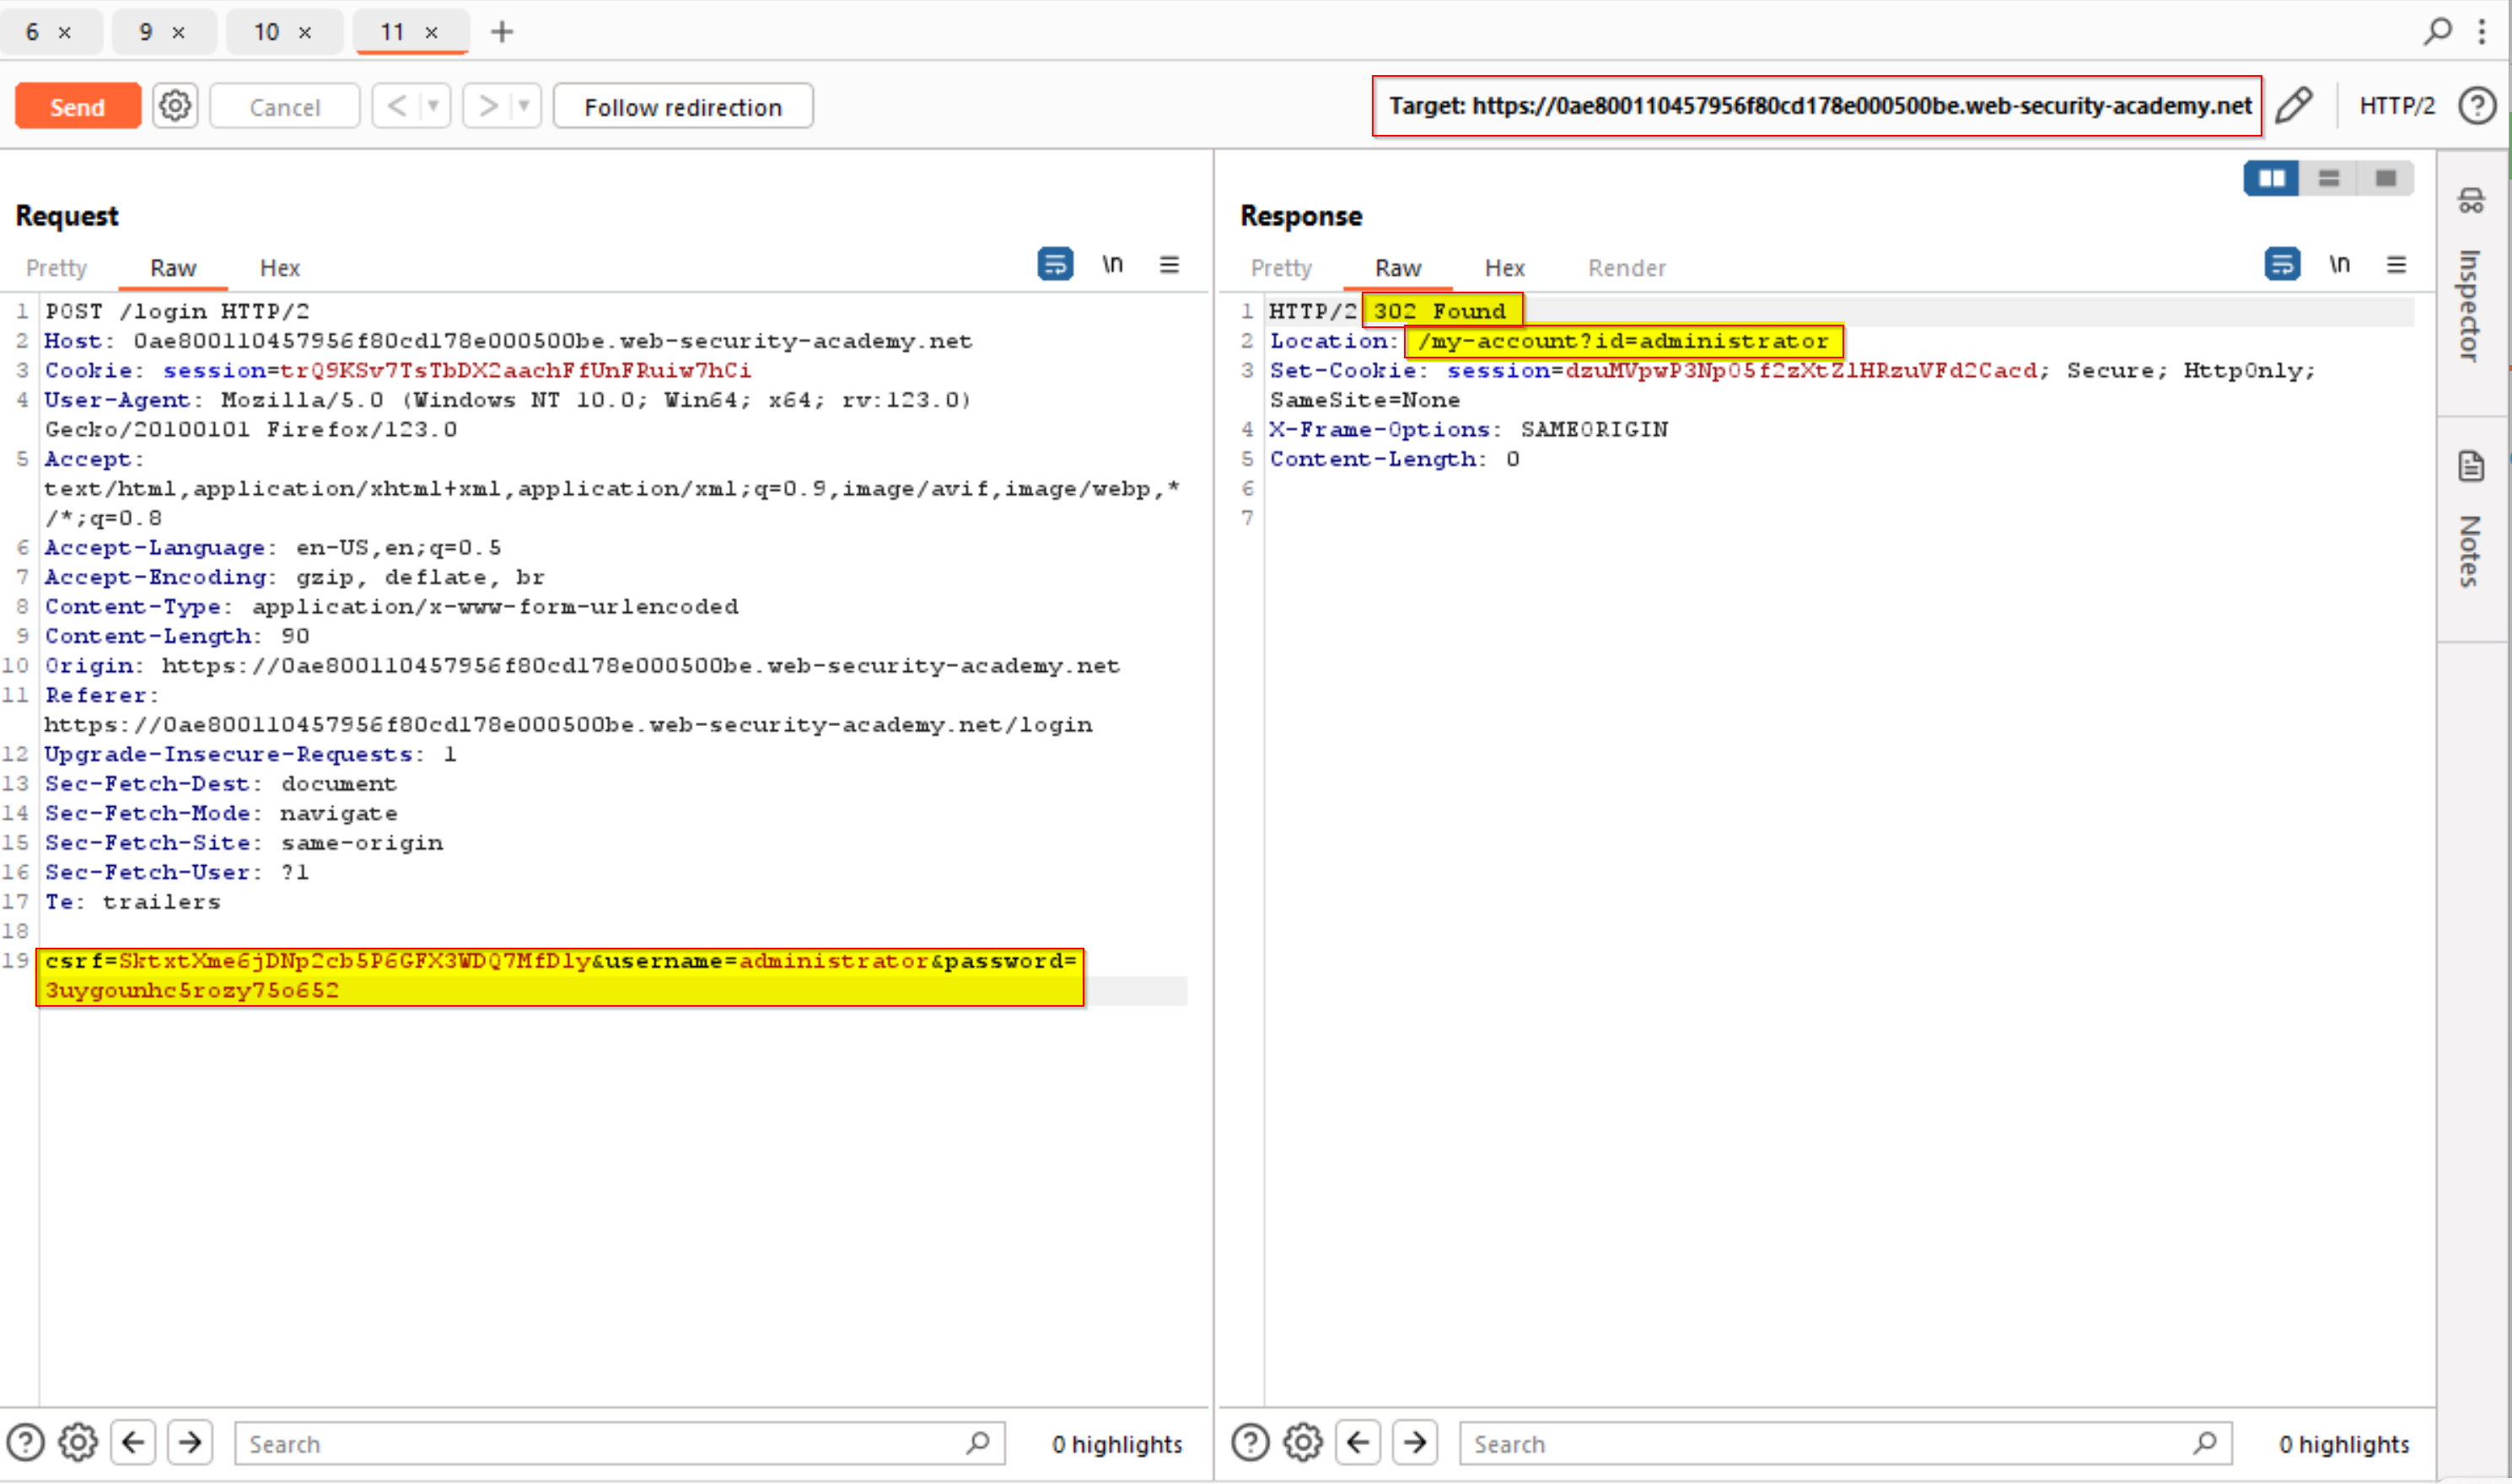 6 × 9 × 10 × 11 × +
Send Cancel < > Follow redirection Target: https://0ae800110457956f80cd178e000500be.web-security-academy.net HTTP/2 ?
Request
Pretty Raw Hex \n
1 POST /login HTTP/2
2 Host: 0ae800110457956f80cd178e000500be.web-security-academy.net
3 Cookie: session=trQ9KSv7TsTbDX2aachFfUnFRuiw7hCi
4 User-Agent: Mozilla/5.0 (Windows NT 10.0; Win64; x64; rv:123.0)
Gecko/20100101 Firefox/123.0
5 Accept:
text/html,application/xhtml+xml,application/xml;q=0.9,image/avif,image/webp,*
/*;q=0.8
6 Accept-Language: en-US,en;q=0.5
7 Accept-Encoding: gzip, deflate, br
8 Content-Type: application/x-www-form-urlencoded
9 Content-Length: 90
10 Origin: https://0ae800110457956f80cd178e000500be.web-security-academy.net
11 Referer:
https://0ae800110457956f80cd178e000500be.web-security-academy.net/login
12 Upgrade-Insecure-Requests: 1
13 Sec-Fetch-Dest: document
14 Sec-Fetch-Mode: navigate
15 Sec-Fetch-Site: same-origin
16 Sec-Fetch-User: ?1
17 Te: trailers
18
19 csrf=SktxtXme6jDNp2cb5P6GFX3WDQ7MfDly&username=administrator&password=
3uygounhc5rozy75o652
? Search 0 highlights
Response
Pretty Raw Hex Render \n
1 HTTP/2 302 Found
2 Location: /my-account?id=administrator
3 Set-Cookie: session=dzuMVpwP3NpO5f2zXtZlHRzuVFd2Cacd; Secure; HttpOnly;
SameSite=None
4 X-Frame-Options: SAMEORIGIN
5 Content-Length: 0
6
7
? Search 0 highlights
Inspector
Notes